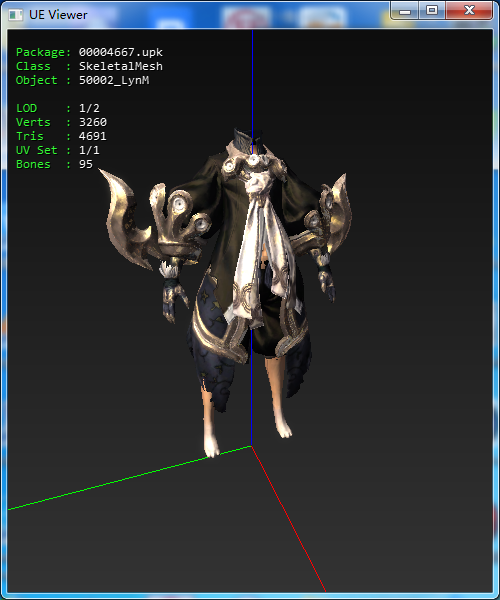 UE Viewer
Package: 00004667.upk
Class : SkeletalMesh
Object : 50002_LynM
LOD : 1/2
Verts : 3260
Tris : 4691
UV Set : 1/1
Bones : 95